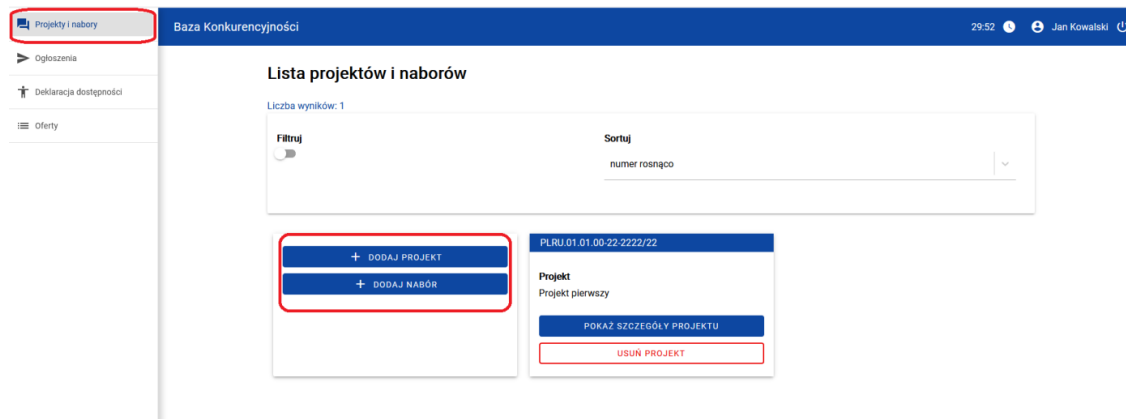 Projekty i nabory
Ogłoszenia
Deklaracja dostępności
Oferty
Baza Konkurencyjności
29:52
Jan Kowalski
Lista projektów i naborów
Liczba wyników: 1
Filtruj
Sortuj
numer rosnąco
+ DODAJ PROJEKT
+ DODAJ NABÓR
PLRU.01.01.00-22-2222/22
Projekt
Projekt pierwszy
POKAŻ SZCZEGÓŁY PROJEKTU
USUŃ PROJEKT